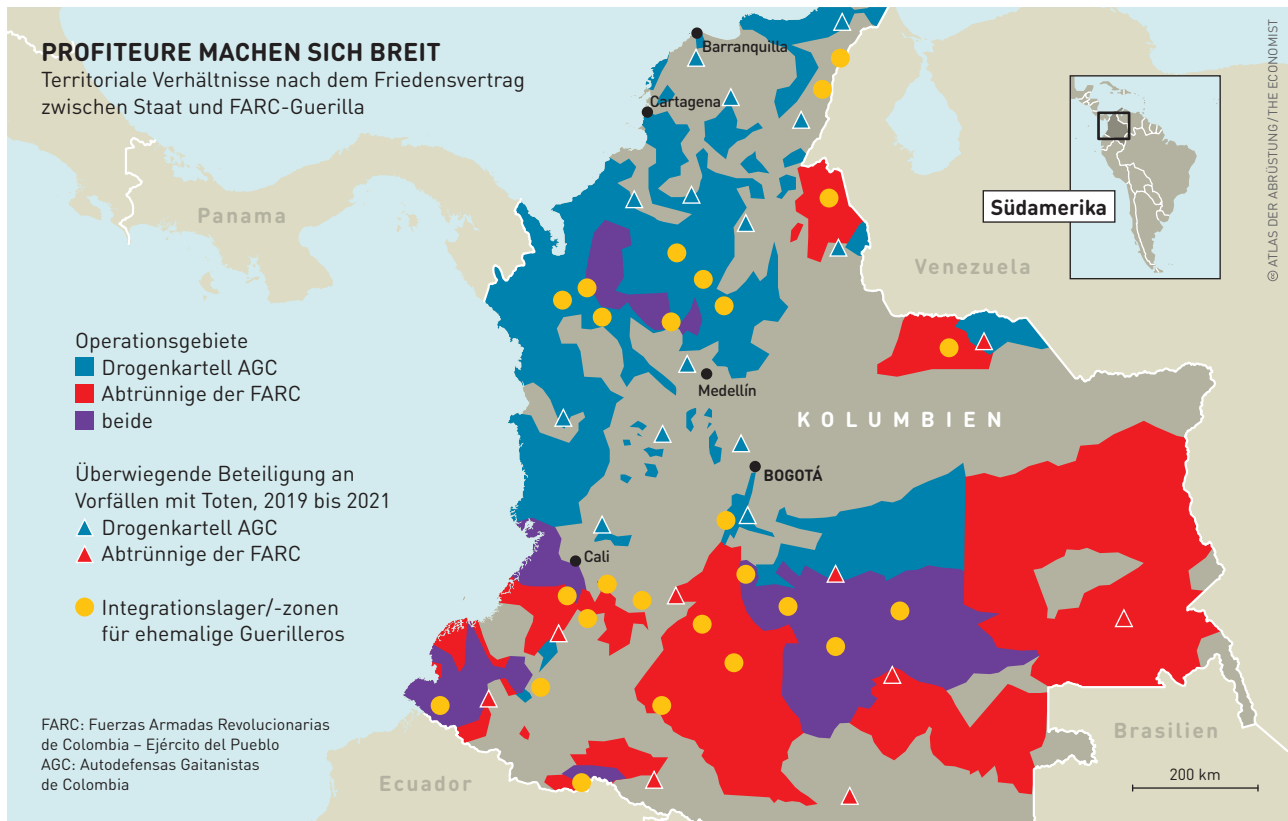 PROFITEURE MACHEN SICH BREIT
Territoriale Verhältnisse nach dem Friedensvertrag
zwischen Staat und FARC-Guerilla
Barranquilla
Cartagena
Panama
Südamerika
Venezuela
© ATLAS DER ABRÜSTUNG/THE ECONOMIST
Operationsgebiete
Drogenkartell AGC
Abtrünnige der FARC
beide
Medellín
KOLUMBIEN
BOGOTÁ
Überwiegende Beteiligung an
Vorfällen mit Toten, 2019 bis 2021
Drogenkartell AGC
Abtrünnige der FARC
Cali
Integrationslager/-zonen
für ehemalige Guerilleros
FARC: Fuerzas Armadas Revolucionarias
de Colombia – Ejército del Pueblo
AGC: Autodefensas Gaitanistas
de Colombia
Ecuador
Brasilien
200 km